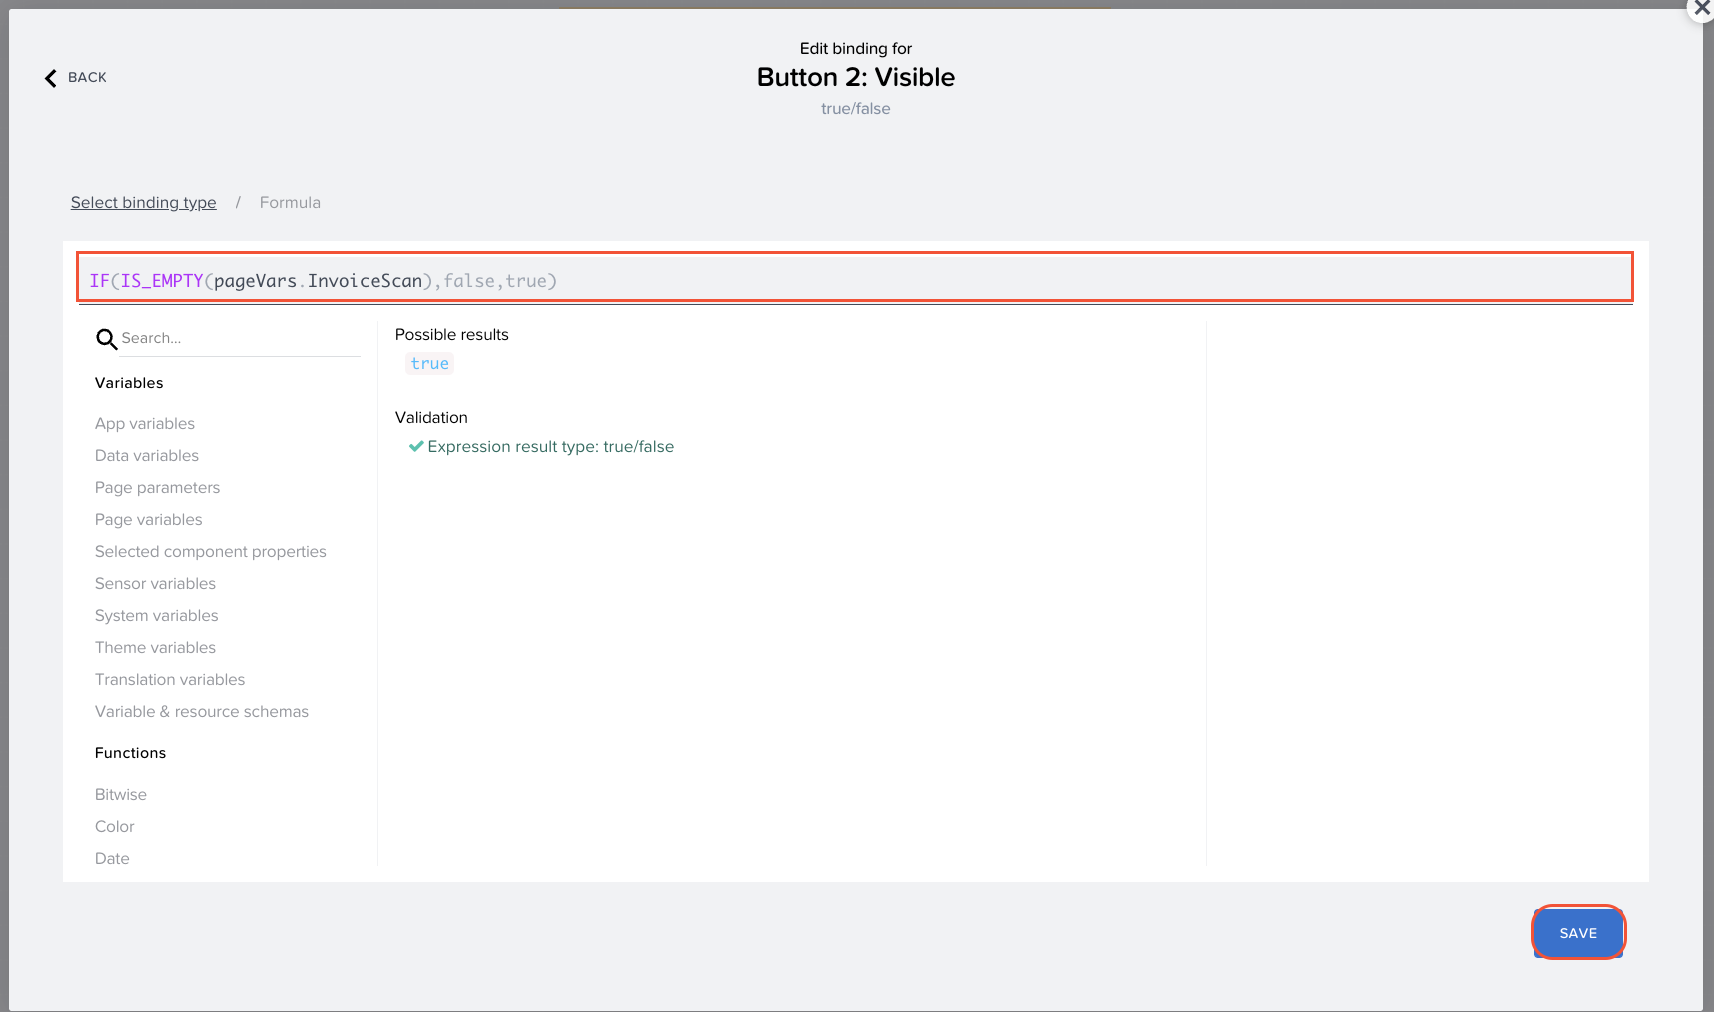 Edit binding for
BACK
Button 2: Visible
true/false
Select binding type / Formula
IF(IS_EMPTY(pageVars.InvoiceScan),false,true)
Search...
Variables
App variables
Data variables
Page parameters
Page variables
Selected component properties
Sensor variables
System variables
Theme variables
Translation variables
Variable & resource schemas
Functions
Bitwise
Color
Date
Possible results
true
Validation
Expression result type: true/false
SAVE